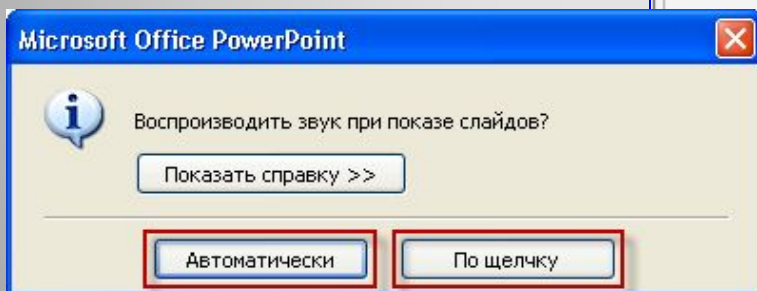 Microsoft Office PowerPoint
Воспроизводить звук при показе слайдов?
Показать справку >>
Автоматически
По щелчку